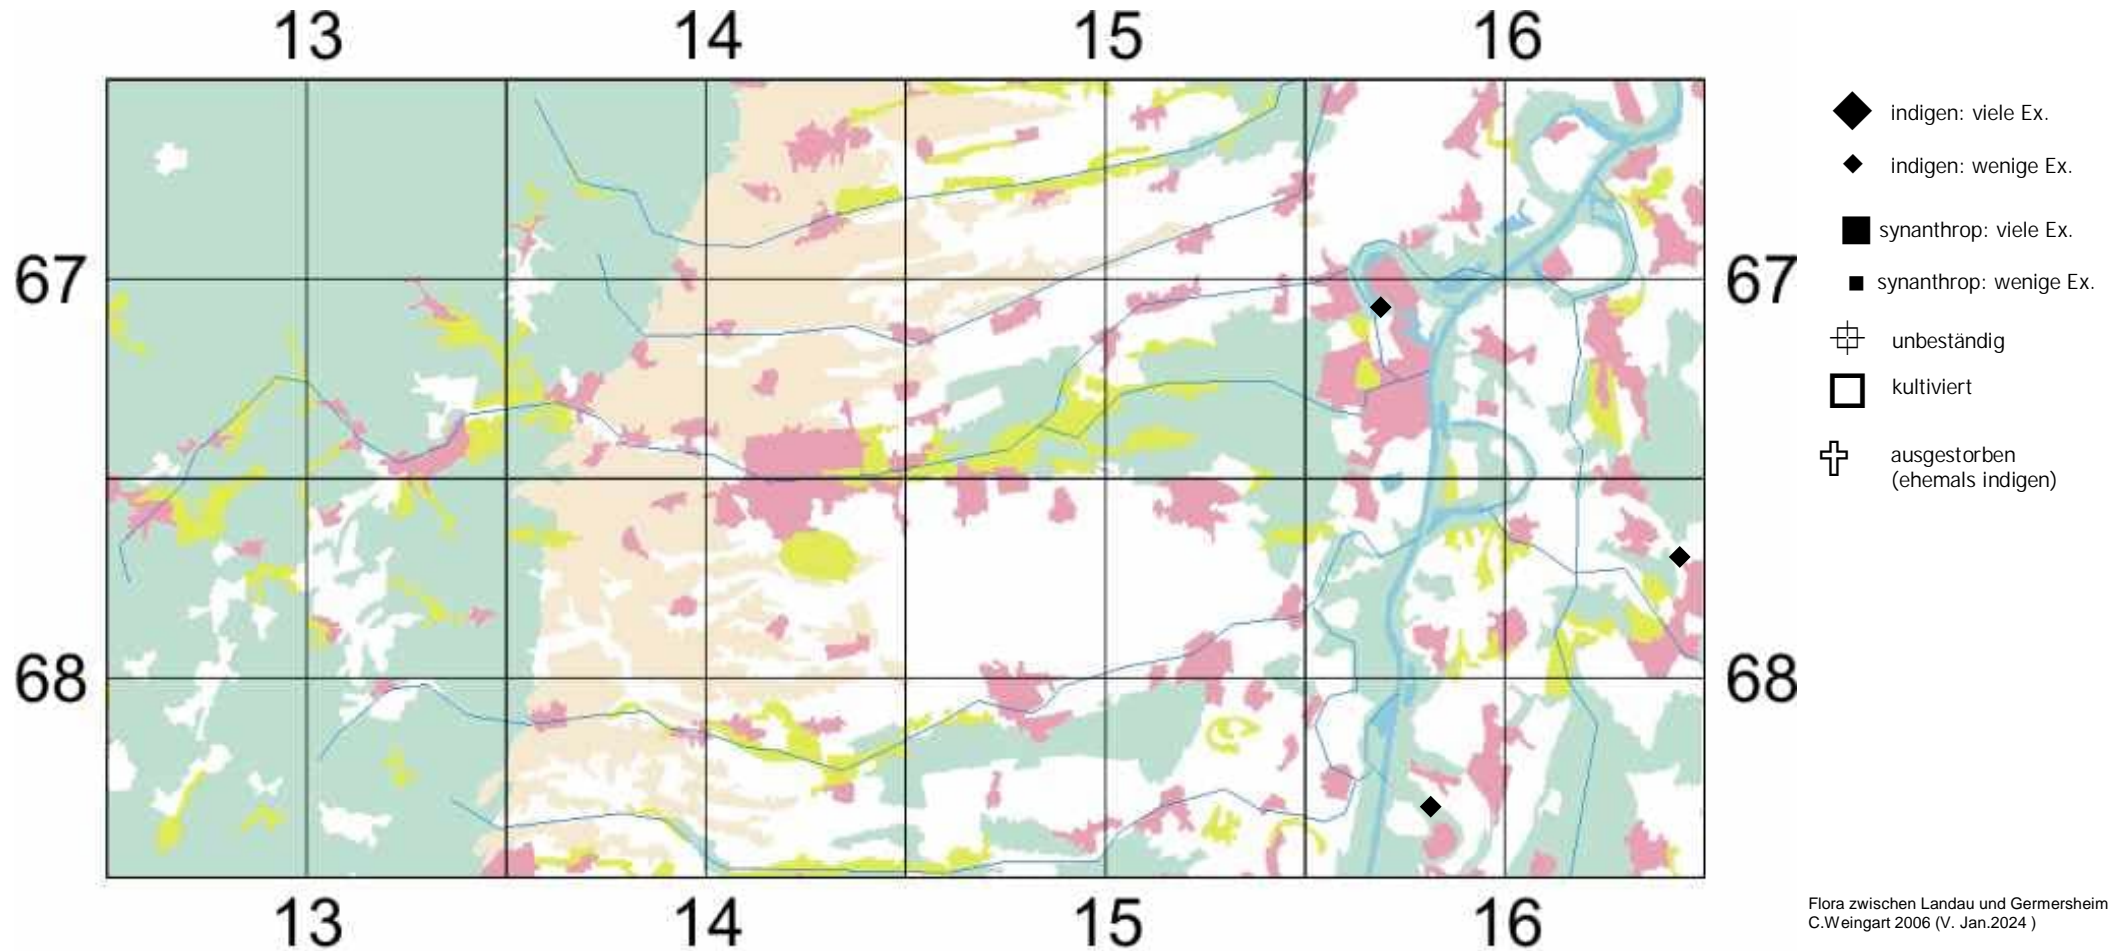 13 14 15 16
67 67
68 68
13 14 15 16
indigen: viele Ex.
indigen: wenige Ex.
synanthrop: viele Ex.
synanthrop: wenige Ex.
unbeständig
kultiviert
ausgestorben
(ehemals indigen)
Flora zwischen Landau und Germersheim
C.Weingart 2006 (V. Jan.2024 )